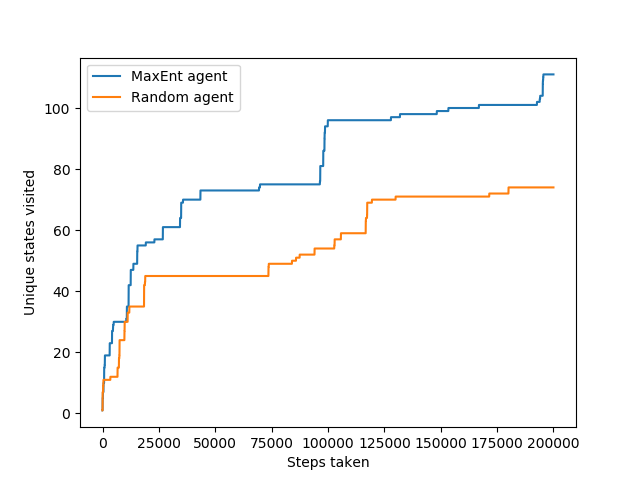 MaxEnt agent
Random agent
Unique states visited
100
80
60
40
20
0
0 25000 50000 75000 100000 125000 150000 175000 200000
Steps taken